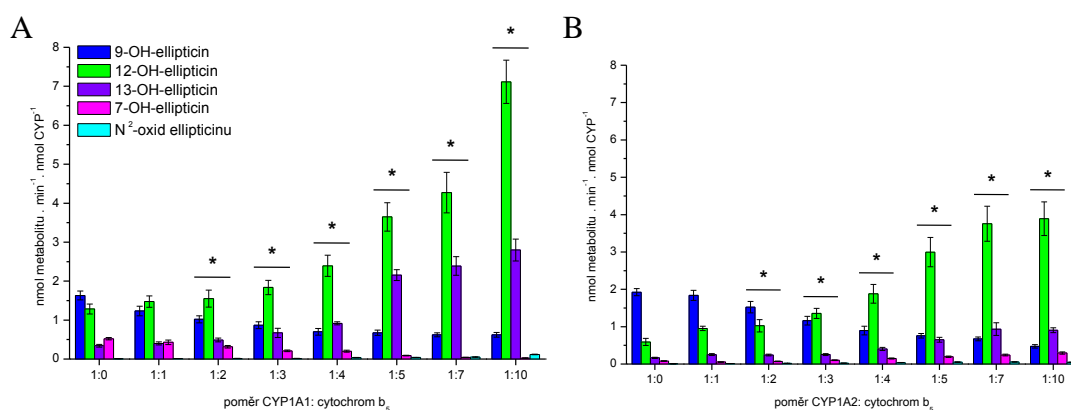 A
9-OH-ellipticin
12-OH-ellipticin
13-OH-ellipticin
7-OH-ellipticin
N²-oxid ellipticinu
nmol metabolitu . min⁻¹ . nmol CYP⁻¹
8
7
6
5
4
3
2
1
0
* * * * * *
1:0 1:1 1:2 1:3 1:4 1:5 1:7 1:10
poměr CYP1A1: cytochrom b₅
B
nmol metabolitu . min⁻¹ . nmol CYP⁻¹
8
7
6
5
4
3
2
1
0
* * * * * *
1:0 1:1 1:2 1:3 1:4 1:5 1:7 1:10
poměr CYP1A2: cytochrom b₅